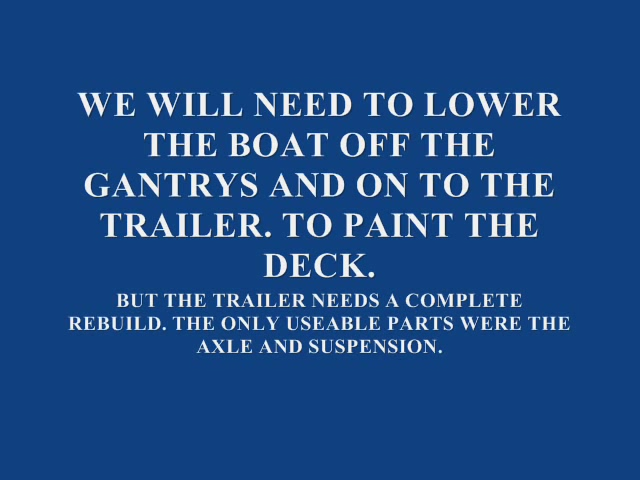 WE WILL NEED TO LOWER
THE BOAT OFF THE
GANTRYS AND ON TO THE
TRAILER. TO PAINT THE
DECK.
BUT THE TRAILER NEEDS A COMPLETE
REBUILD. THE ONLY USEABLE PARTS WERE THE
AXLE AND SUSPENSION.